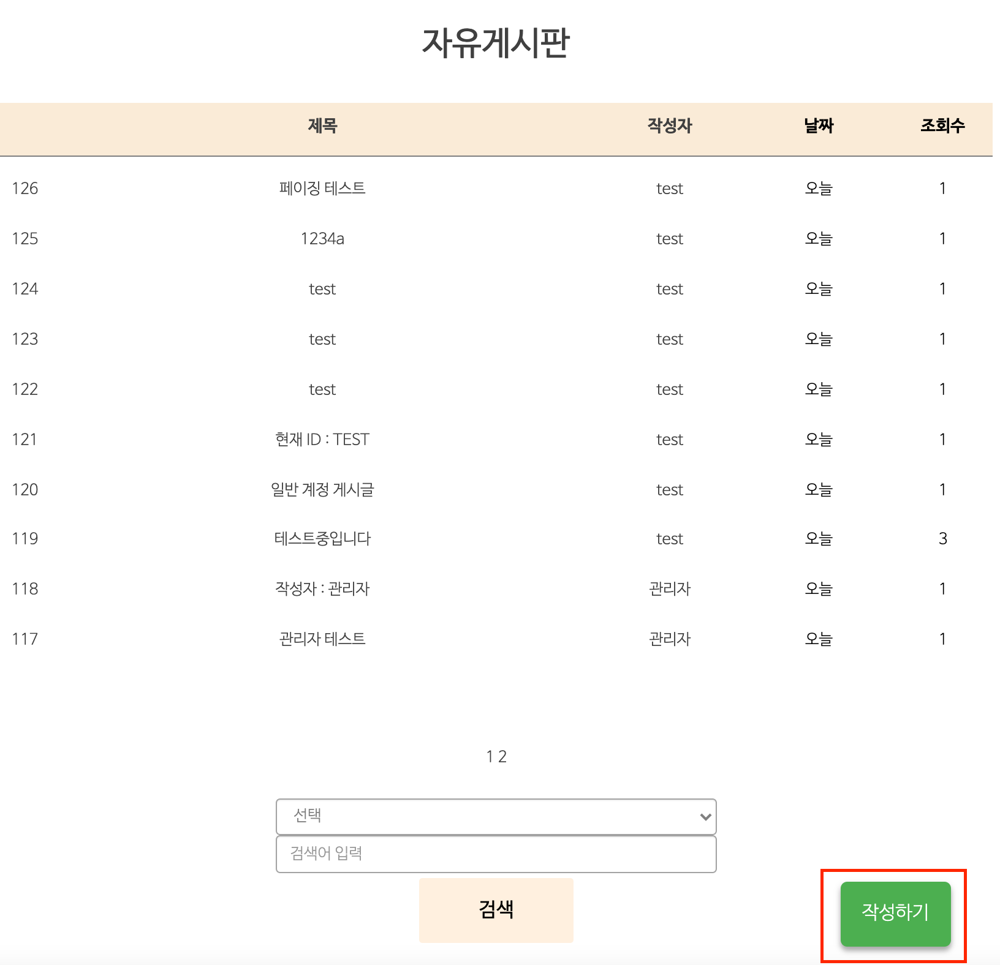 자유게시판
제목 작성자 날짜 조회수
126 페이징 테스트 test 오늘 1
125 1234a test 오늘 1
124 test test 오늘 1
123 test test 오늘 1
122 test test 오늘 1
121 현재 ID : TEST test 오늘 1
120 일반 계정 게시글 test 오늘 1
119 테스트중입니다 test 오늘 3
118 작성자 : 관리자 관리자 오늘 1
117 관리자 테스트 관리자 오늘 1
1 2
선택
검색어 입력
검색
작성하기